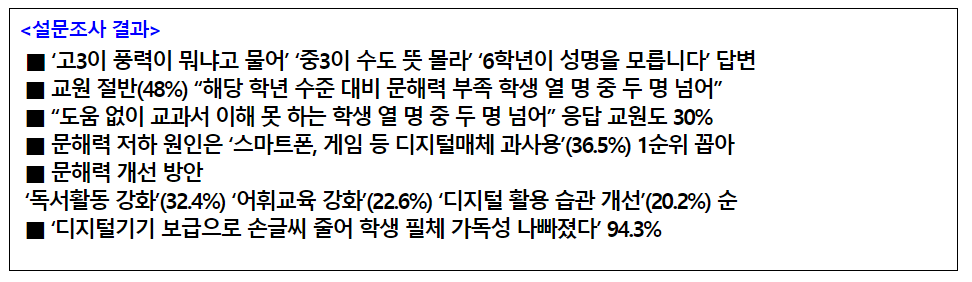 <설문조사 결과>
■ ‘고3이 풍력이 뭐냐고 물어’ ‘중3이 수도 뜻 몰라’ ‘6학년이 성명을 모릅니다’ 답변
■ 교원 절반(48%) “해당 학년 수준 대비 문해력 부족 학생 열 명 중 두 명 넘어”
■ “도움 없이 교과서 이해 못 하는 학생 열 명 중 두 명 넘어” 응답 교원도 30%
■ 문해력 저하 원인은 ‘스마트폰, 게임 등 디지털매체 과사용’(36.5%) 1순위 꼽아
■ 문해력 개선 방안
‘독서활동 강화’(32.4%) ‘어휘교육 강화’(22.6%) ‘디지털 활용 습관 개선’(20.2%) 순
■ ‘디지털기기 보급으로 손글씨 줄어 학생 필체 가독성 나빠졌다’ 94.3%